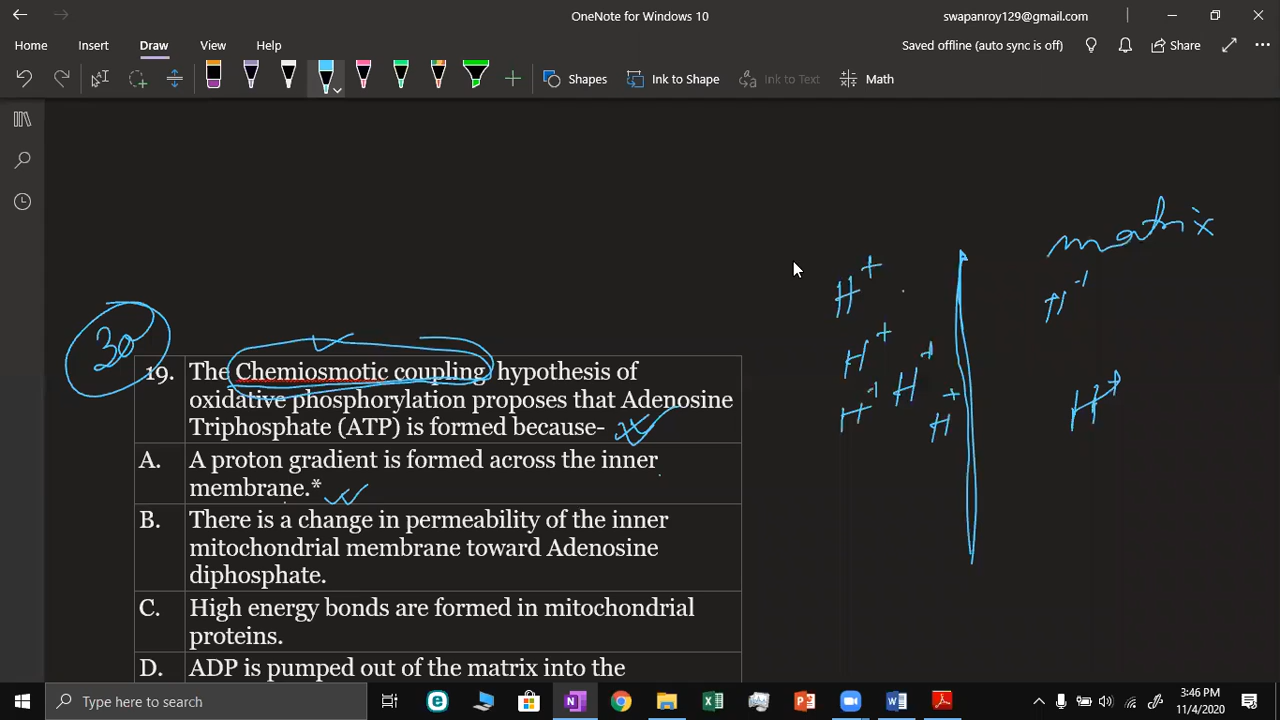 OneNote for Windows 10
swapanroy129@gmail.com
Home Insert Draw View Help
Saved offline (auto sync is off) Share
Shapes Ink to Shape Ink to Text Math
matrix
H+ H+
H+ H+
H+ H+ H+
30
19. The Chemiosmotic coupling hypothesis of
oxidative phosphorylation proposes that Adenosine
Triphosphate (ATP) is formed because-
A. A proton gradient is formed across the inner
membrane.*
B. There is a change in permeability of the inner
mitochondrial membrane toward Adenosine
diphosphate.
C. High energy bonds are formed in mitochondrial
proteins.
D. ADP is pumped out of the matrix into the
Type here to search
3:46 PM
11/4/2020